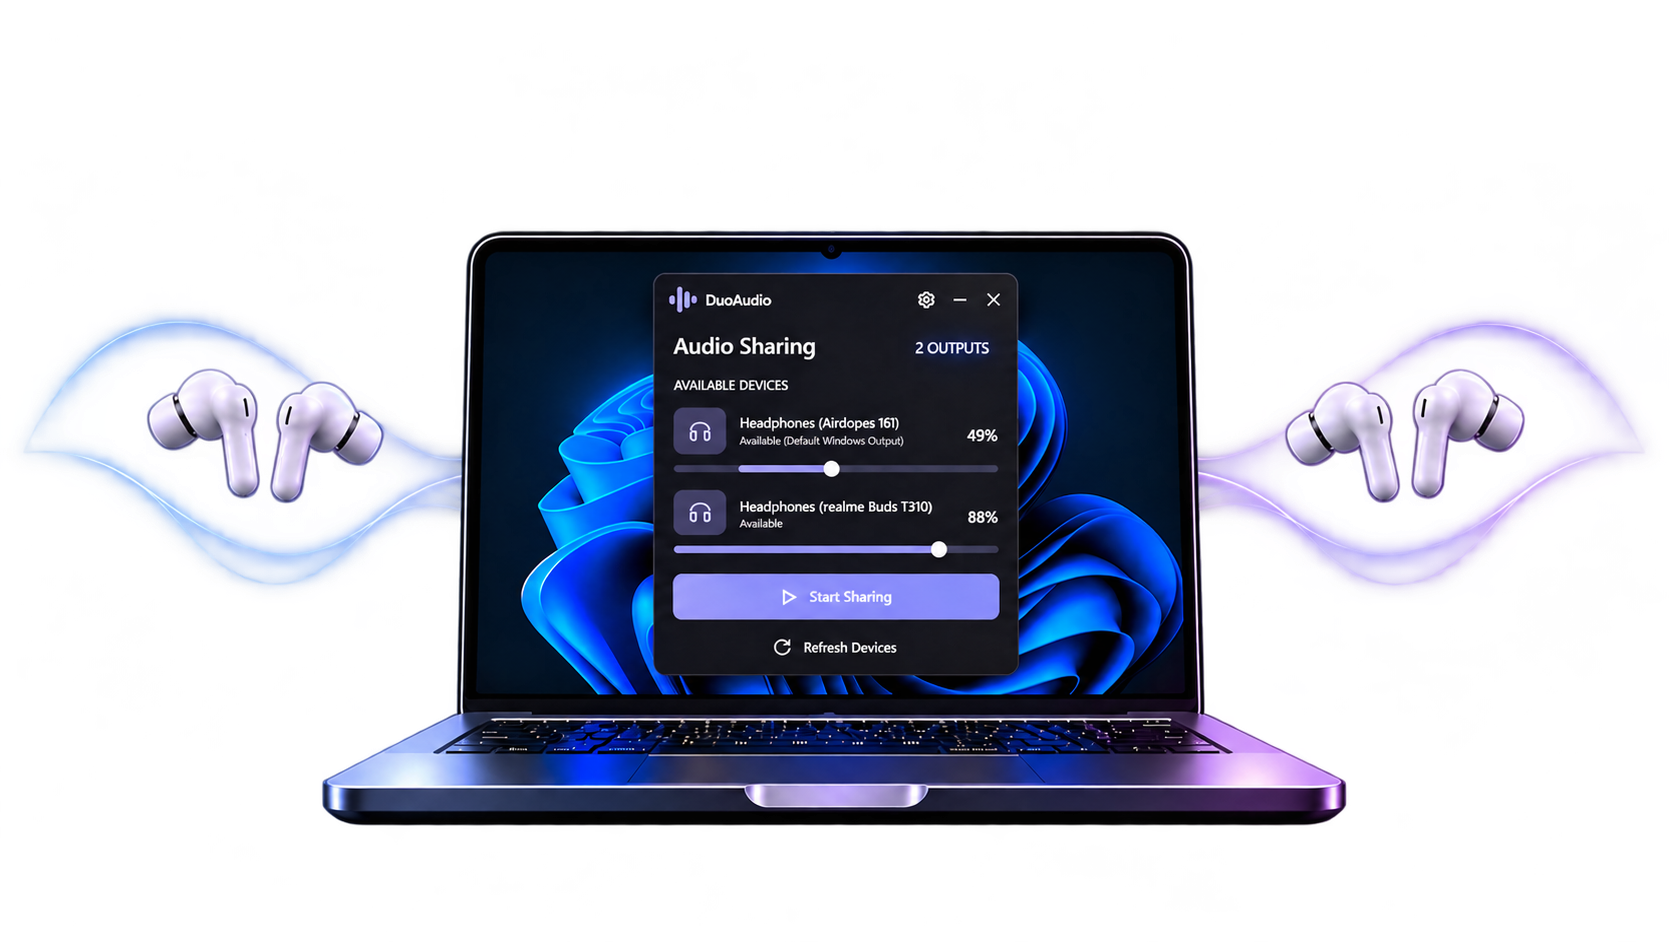 DuoAudio
Audio Sharing
2 OUTPUTS
AVAILABLE DEVICES
Headphones (Airdopes 161)
Available (Default Windows Output)
49%
Headphones (realme Buds T310)
Available
88%
Start Sharing
Refresh Devices